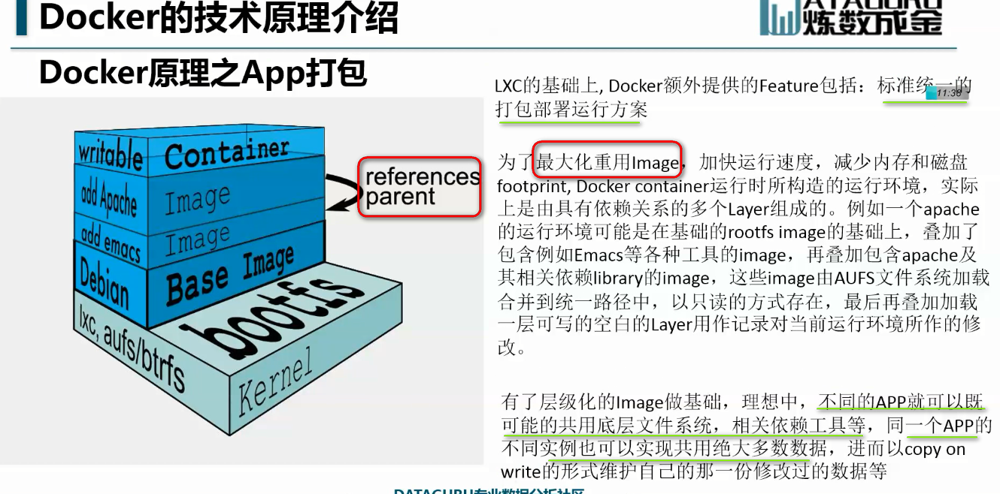 Docker的技术原理介绍
DATAGURU
炼数成金
Docker原理之App打包
writable Container
add Apache Image
add emacs Image
Debian Base Image
lxc, aufs/btrfs
bootfs
Kernel
references
parent
LXC的基础上, Docker额外提供的Feature包括：标准统一的
11:36
打包部署运行方案
为了最大化重用Image，加快运行速度，减少内存和磁盘
footprint, Docker container运行时所构造的运行环境，实际
上是由具有依赖关系的多个Layer组成的。例如一个apache
的运行环境可能是在基础的rootfs image的基础上，叠加了
包含例如Emacs等各种工具的image，再叠加包含apache及
其相关依赖library的image，这些image由AUFS文件系统加载
合并到统一路径中，以只读的方式存在，最后再叠加加载
一层可写的空白的Layer用作记录对当前运行环境所作的修
改。
有了层级化的Image做基础，理想中，不同的APP就可以既
可能的共用底层文件系统，相关依赖工具等，同一个APP的
不同实例也可以实现共用绝大多数数据，进而以copy on
write的形式维护自己的那一份修改过的数据等
DATAGURU专业数据分析社区